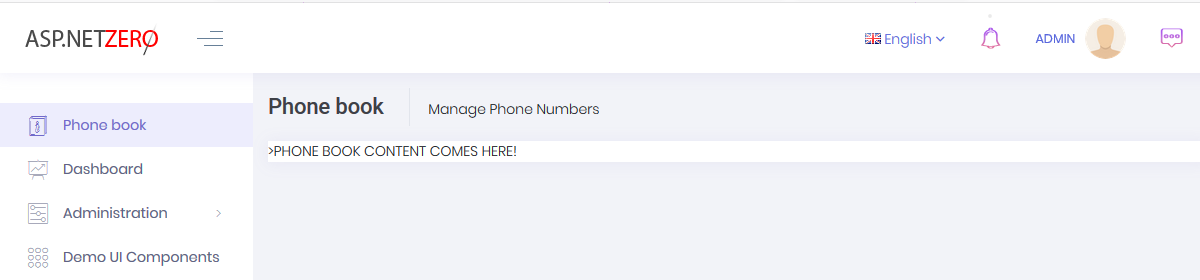 ASP.NETZERO
English
ADMIN
Phone book
Manage Phone Numbers
>PHONE BOOK CONTENT COMES HERE!
Phone book
Dashboard
Administration
Demo UI Components